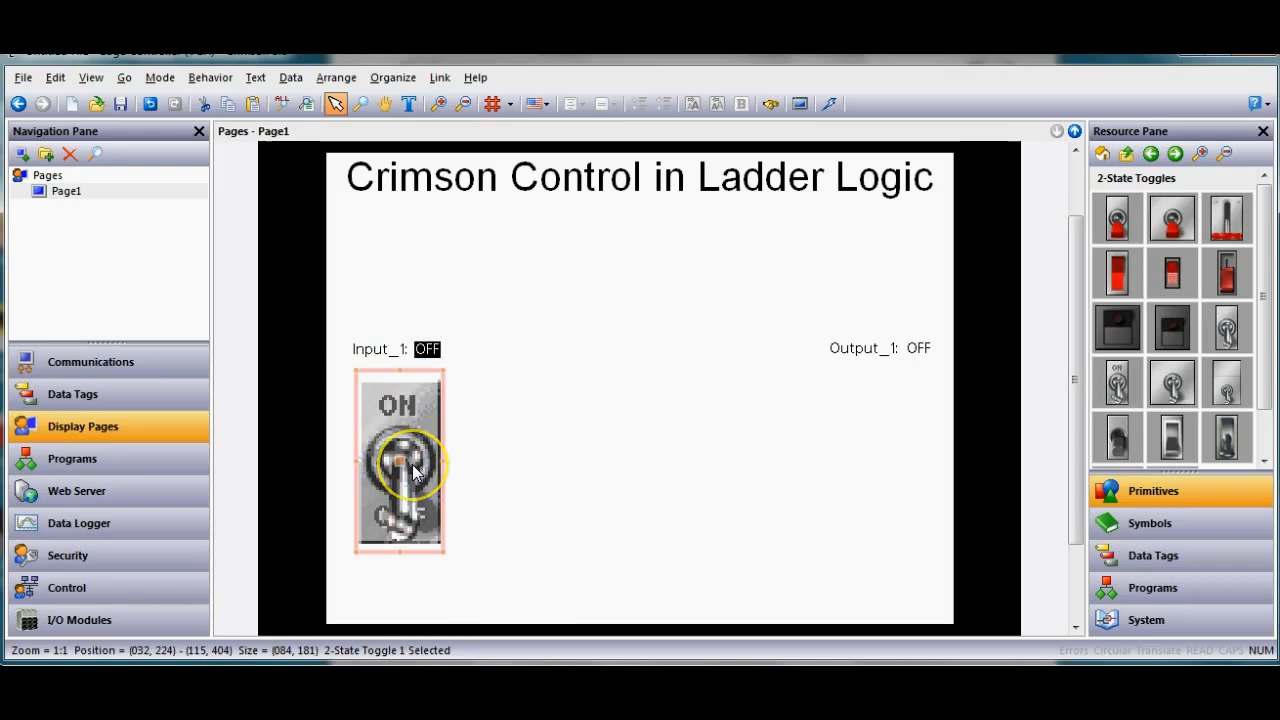 File Edit View Go Mode Behavior Text Data Arrange Organize Link Help
Navigation Pane
Pages - Page1
Resource Pane
Pages
Page1
2-State Toggles
Crimson Control in Ladder Logic
Input_1: OFF
Output_1: OFF
ON
ON
Communications
Data Tags
Display Pages
Programs
Web Server
Data Logger
Security
Control
I/O Modules
Primitives
Symbols
Data Tags
Programs
System
Zoom = 1:1 Position = (032, 224) - (115, 404) Size = (084, 181) 2-State Toggle 1 Selected
Errors Circular Translate READ CAPS NUM